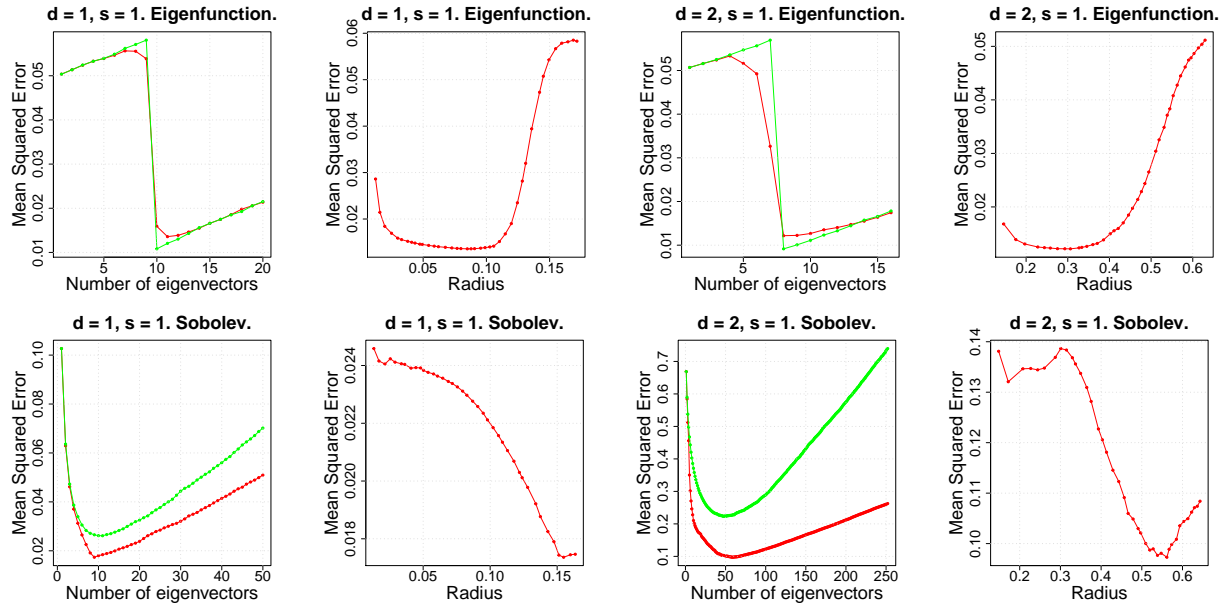 d = 1, s = 1. Eigenfunction.
Mean Squared Error
0.01 0.02 0.03 0.04 0.05
5 10 15 20
Number of eigenvectors
d = 1, s = 1. Eigenfunction.
Mean Squared Error
0.02 0.03 0.04 0.05 0.06
0.05 0.10 0.15
Radius
d = 2, s = 1. Eigenfunction.
Mean Squared Error
0.01 0.02 0.03 0.04 0.05
5 10 15
Number of eigenvectors
d = 2, s = 1. Eigenfunction.
Mean Squared Error
0.02 0.03 0.04 0.05
0.2 0.3 0.4 0.5 0.6
Radius
d = 1, s = 1. Sobolev.
Mean Squared Error
0.02 0.04 0.06 0.08 0.10
0 10 20 30 40 50
Number of eigenvectors
d = 1, s = 1. Sobolev.
Mean Squared Error
0.018 0.020 0.022 0.024
0.05 0.10 0.15
Radius
d = 2, s = 1. Sobolev.
Mean Squared Error
0.1 0.2 0.3 0.4 0.5 0.6 0.7
0 50 100 150 200 250
Number of eigenvectors
d = 2, s = 1. Sobolev.
Mean Squared Error
0.10 0.11 0.12 0.13 0.14
0.2 0.3 0.4 0.5 0.6
Radius